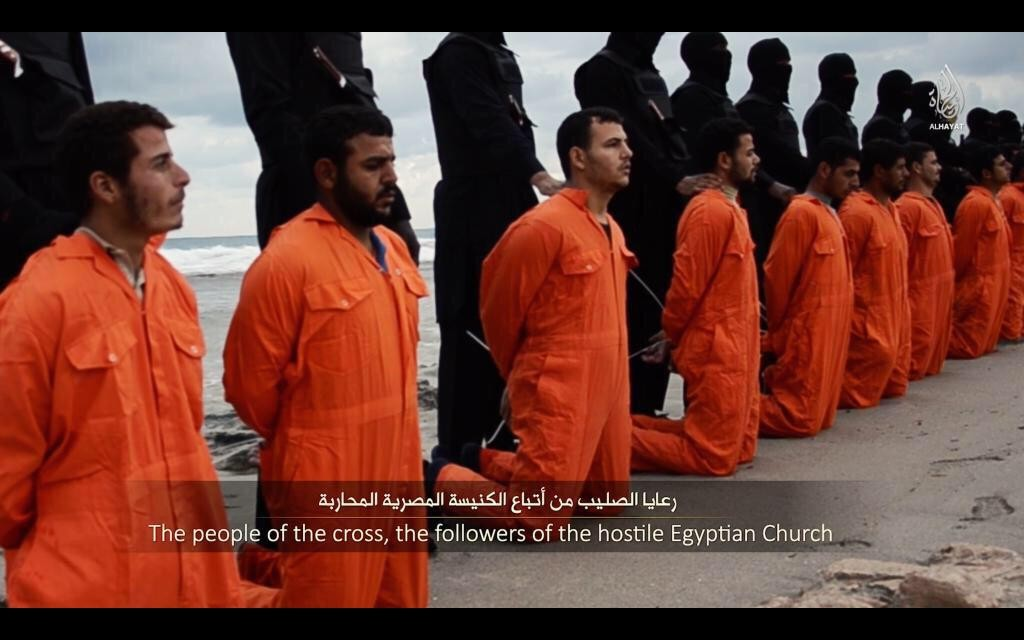 الحياة
ALHAYAT
رعايا الصليب من أتباع الكنيسة المصرية المحاربة
The people of the cross, the followers of the hostile Egyptian Church